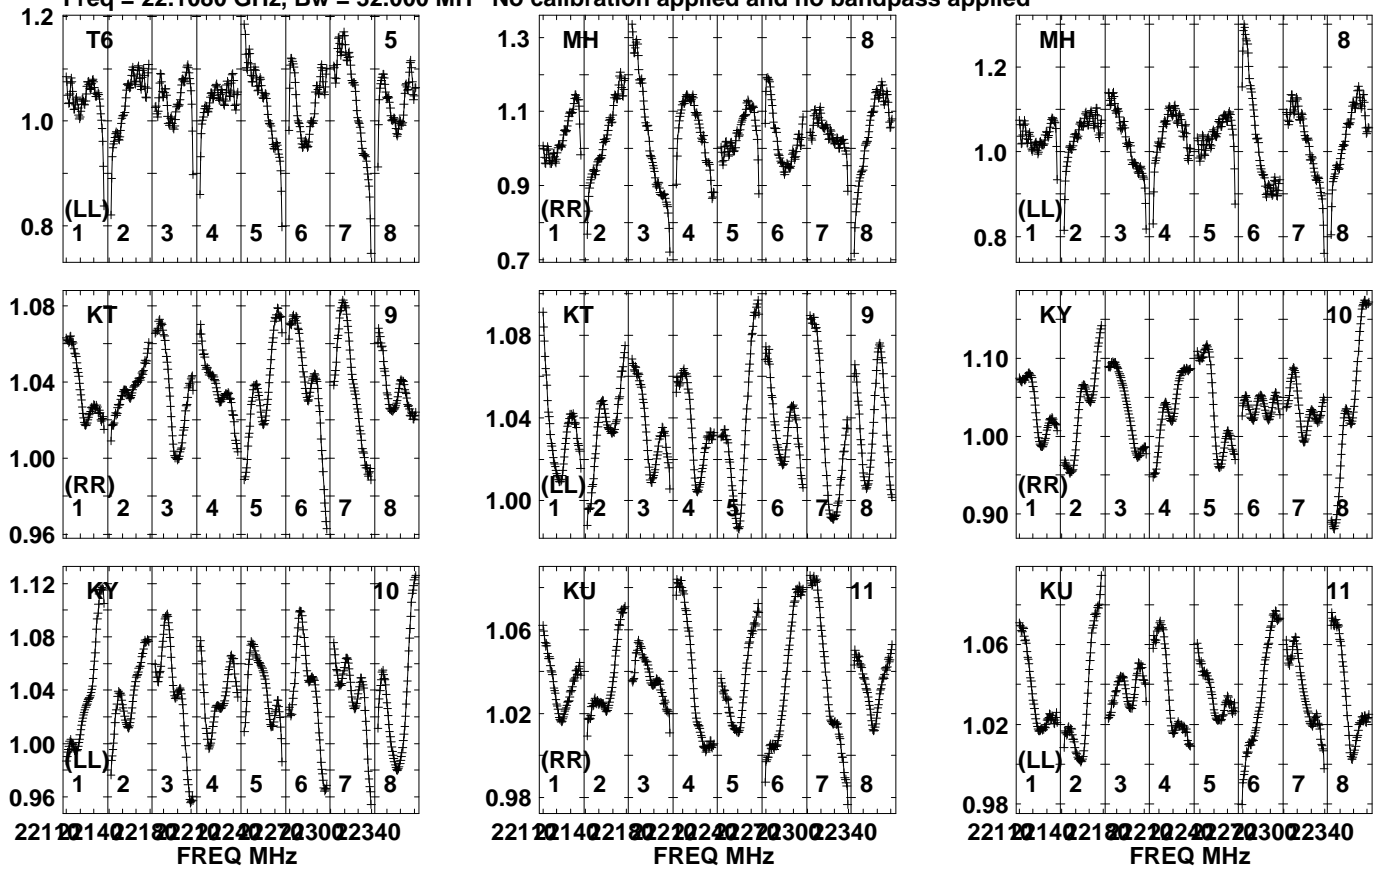 Freq = 22.1080 GHz, Bw = 32.000 MH No calibration applied and no bandpass applied
T6 5
1.2
1.0
0.8
(LL)
1 2 3 4 5 6 7 8
MH 8
1.3
1.1
0.9
0.7
(RR)
1 2 3 4 5 6 7 8
MH 8
1.2
1.0
0.8
(LL)
1 2 3 4 5 6 7 8
KT 9
1.08
1.04
1.00
0.96
(RR)
1 2 3 4 5 6 7 8
KT 9
1.08
1.04
1.00
(LL)
1 2 3 4 5 6 7 8
KY 10
1.10
1.00
0.90
(RR)
1 2 3 4 5 6 7 8
KY 10
1.12
1.08
1.04
1.00
0.96
(LL)
1 2 3 4 5 6 7 8
FREQ MHz
KU 11
1.06
1.02
0.98
(RR)
1 2 3 4 5 6 7 8
FREQ MHz
KU 11
1.06
1.02
0.98
(LL)
1 2 3 4 5 6 7 8
FREQ MHz